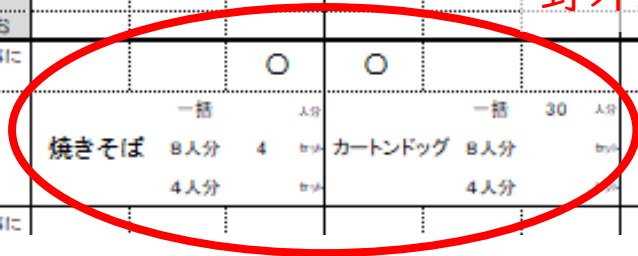 ○ ○
一括 人分 一括 30 人分
焼きそば 8人分 4 セット カートンドッグ 8人分 セット
4人分 セット 4人分 セット